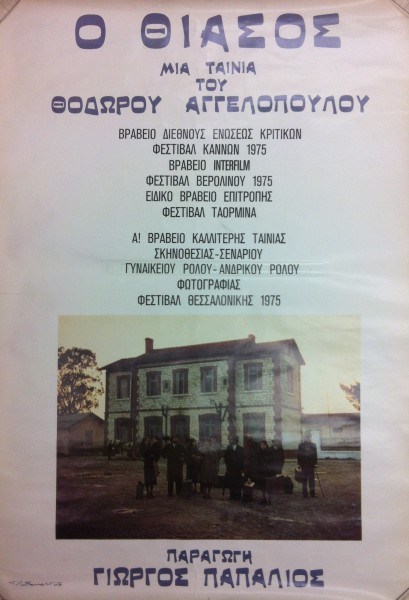 Ο ΘΙΑΣΟΣ
ΜΙΑ ΤΑΙΝΙΑ
ΤΟΥ
ΘΟΔΩΡΟΥ ΑΓΓΕΛΟΠΟΥΛΟΥ
ΒΡΑΒΕΙΟ ΔΙΕΘΝΟΥΣ ΕΝΩΣΕΩΣ ΚΡΙΤΙΚΩΝ
ΦΕΣΤΙΒΑΛ ΚΑΝΝΩΝ 1975
ΒΡΑΒΕΙΟ INTERFILM
ΦΕΣΤΙΒΑΛ ΒΕΡΟΛΙΝΟΥ 1975
ΕΙΔΙΚΟ ΒΡΑΒΕΙΟ ΕΠΙΤΡΟΠΗΣ
ΦΕΣΤΙΒΑΛ ΤΑΟΡΜΙΝΑ
Α! ΒΡΑΒΕΙΟ ΚΑΛΛΙΤΕΡΗΣ ΤΑΙΝΙΑΣ
ΣΚΗΝΟΘΕΣΙΑΣ-ΣΕΝΑΡΙΟΥ
ΓΥΝΑΙΚΕΙΟΥ ΡΟΛΟΥ-ΑΝΔΡΙΚΟΥ ΡΟΛΟΥ
ΦΩΤΟΓΡΑΦΙΑΣ
ΦΕΣΤΙΒΑΛ ΘΕΣΣΑΛΟΝΙΚΗΣ 1975
ΠΑΡΑΓΩΓΗ
ΓΙΩΡΓΟΣ ΠΑΠΑΛΙΟΣ